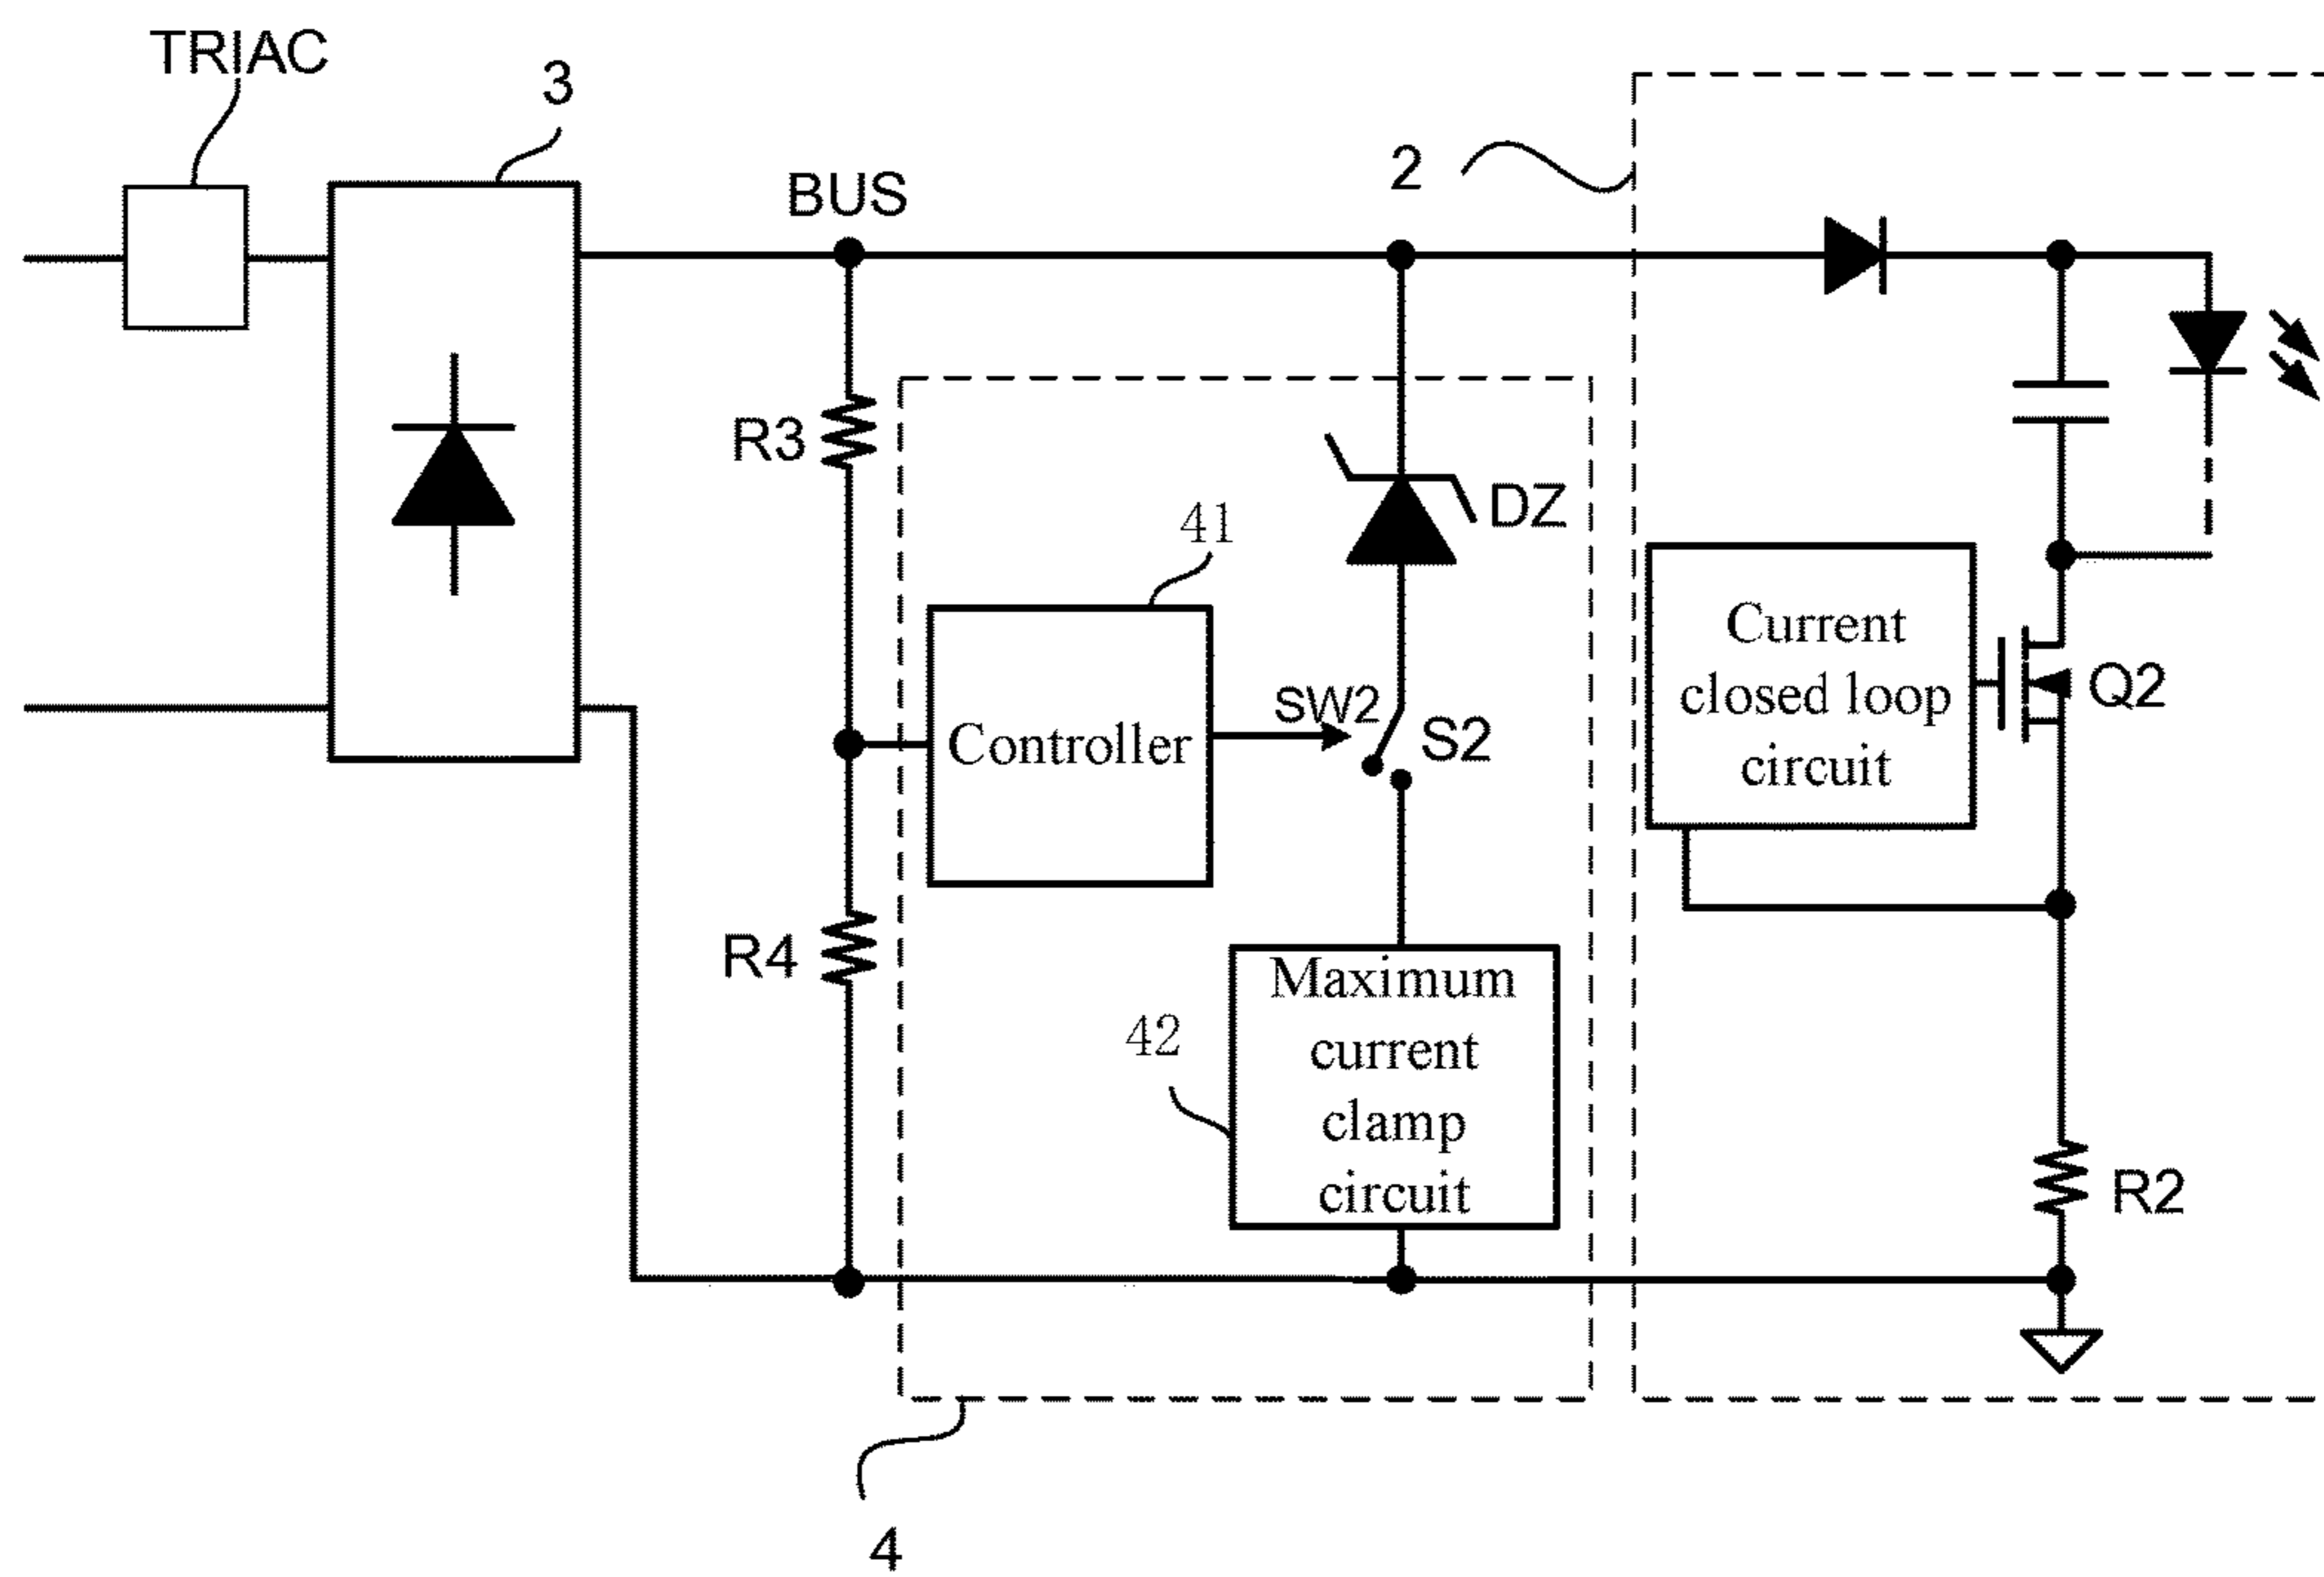 TRIAC
3
BUS
2
R3
DZ
41
Current
closed loop
circuit
Q2
SW2
S2
Controller
R4
Maximum
current
clamp
circuit
42
R2
4